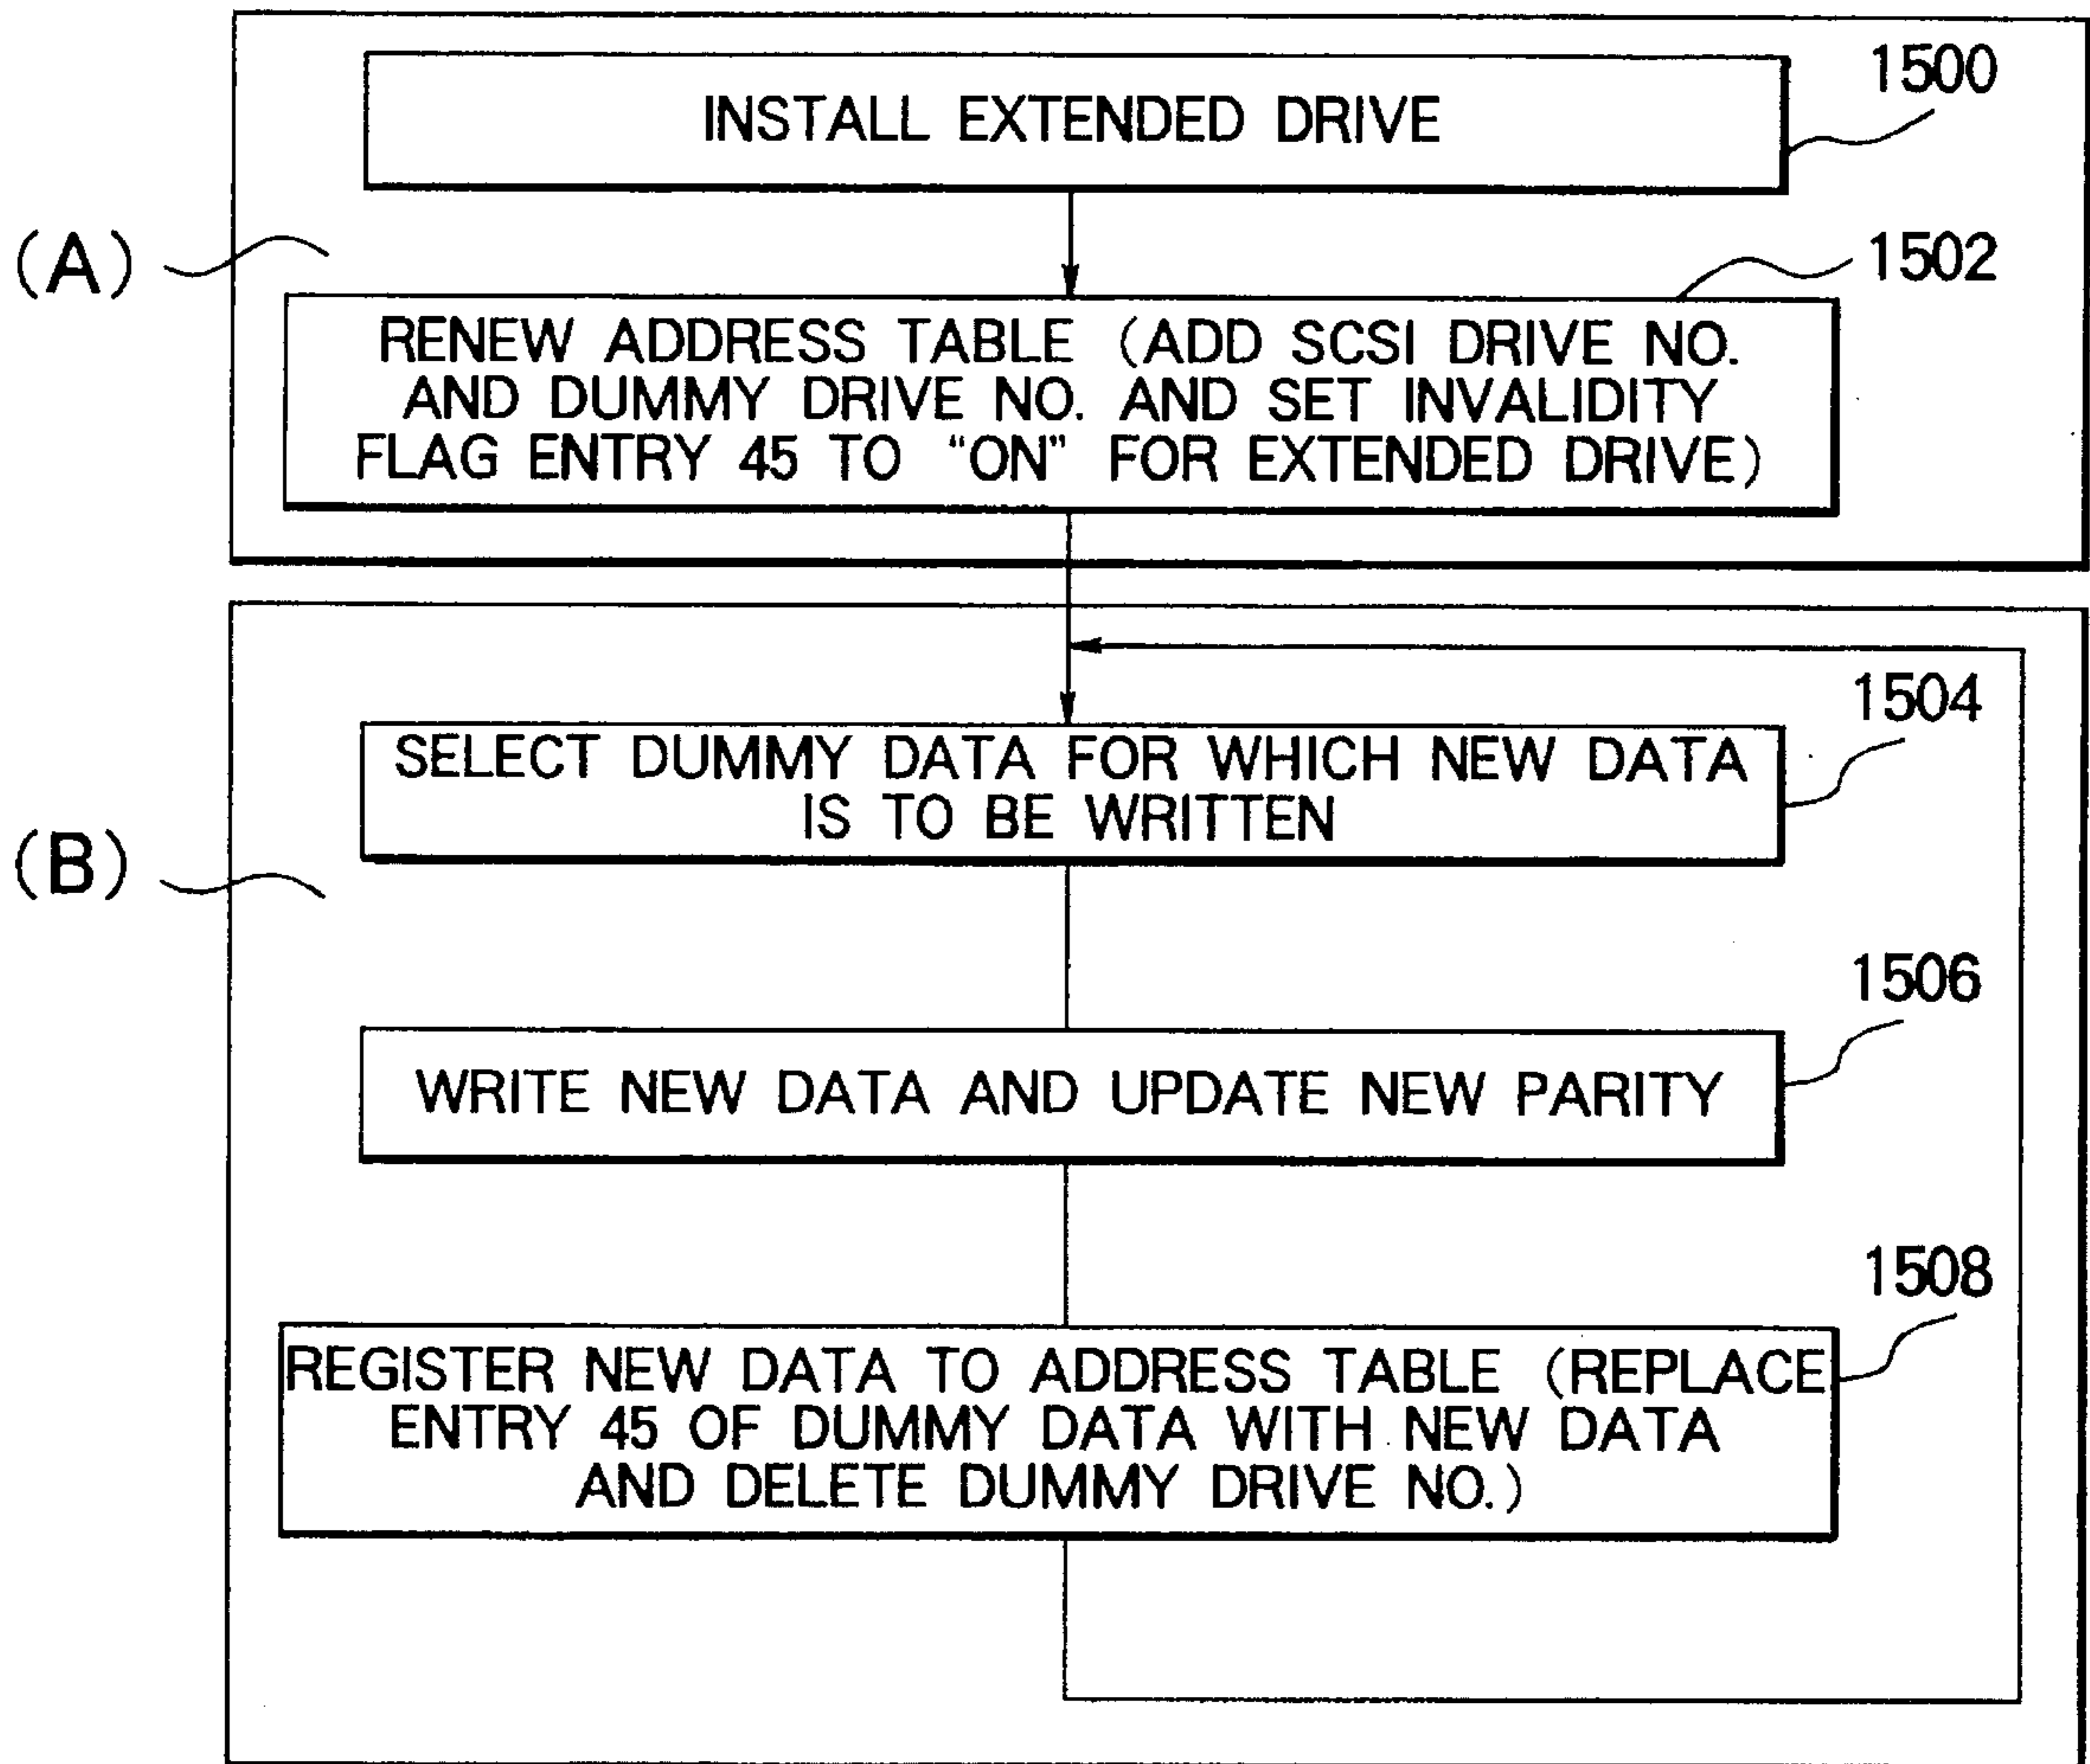 1500
INSTALL EXTENDED DRIVE
(A)
1502
RENEW ADDRESS TABLE (ADD SCSI DRIVE NO.
AND DUMMY DRIVE NO. AND SET INVALIDITY
FLAG ENTRY 45 TO “ON” FOR EXTENDED DRIVE)
1504
SELECT DUMMY DATA FOR WHICH NEW DATA
IS TO BE WRITTEN
(B)
1506
WRITE NEW DATA AND UPDATE NEW PARITY
1508
REGISTER NEW DATA TO ADDRESS TABLE (REPLACE
ENTRY 45 OF DUMMY DATA WITH NEW DATA
AND DELETE DUMMY DRIVE NO.)